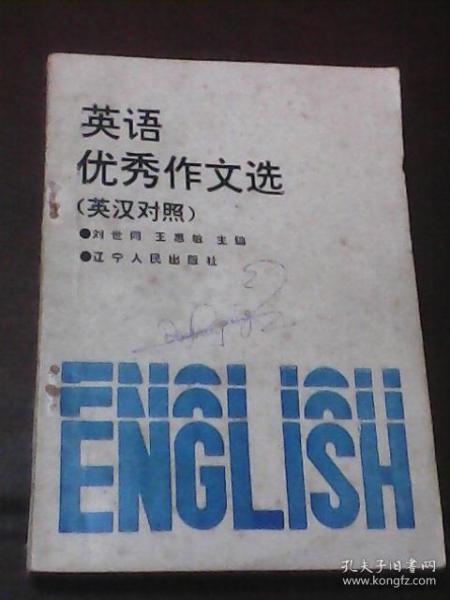 英语
优秀作文选
（英汉对照）
●刘世同 王惠敏 主编
●辽宁人民出版社
ENGLISH
ENGLISH
孔夫子旧书网
www.kongfz.com